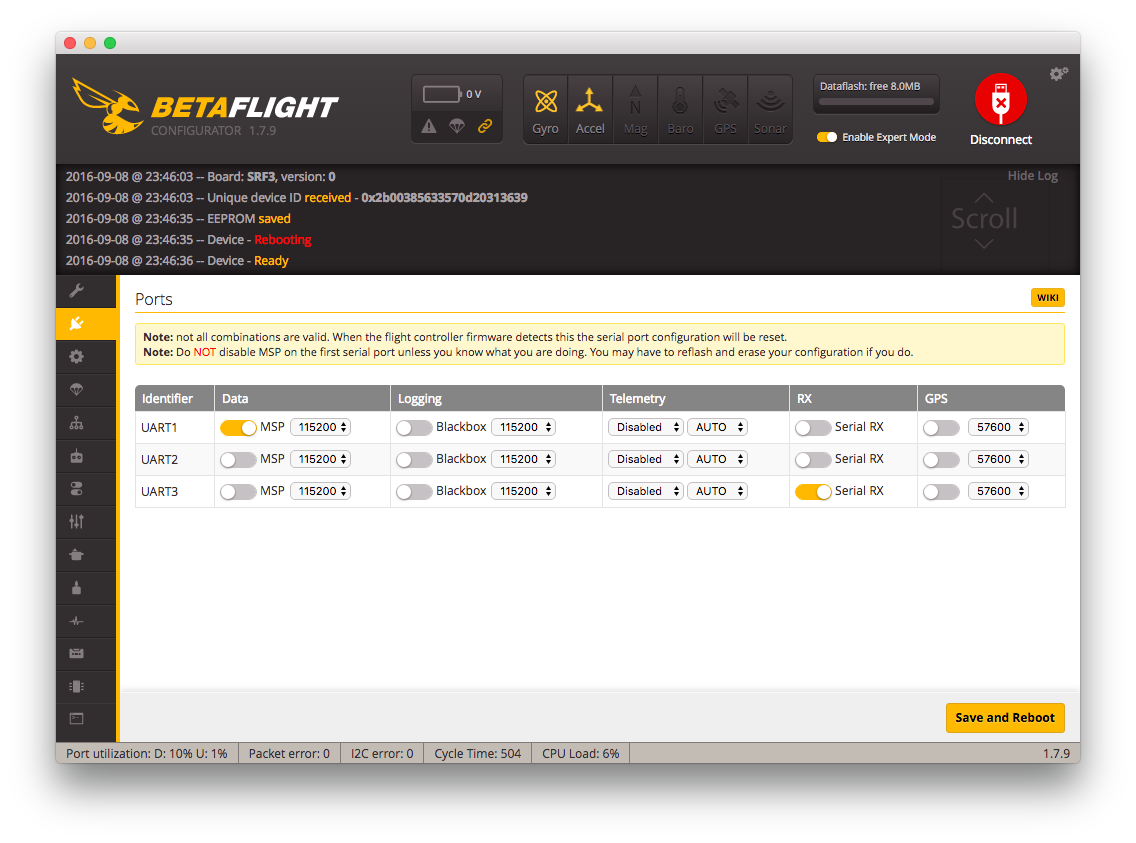 BETAFLIGHT
CONFIGURATOR 1.7.9
0 V
Gyro Accel Mag Baro GPS Sonar
N
Dataflash: free 8.0MB
Enable Expert Mode
Disconnect
2016-09-08 @ 23:46:03 -- Board: SRF3, version: 0
2016-09-08 @ 23:46:03 -- Unique device ID received - 0x2b00385633570d20313639
2016-09-08 @ 23:46:35 -- EEPROM saved
2016-09-08 @ 23:46:35 -- Device - Rebooting
2016-09-08 @ 23:46:36 -- Device - Ready
Hide Log
Scroll
Ports
WIKI
Note: not all combinations are valid. When the flight controller firmware detects this the serial port configuration will be reset.
Note: Do NOT disable MSP on the first serial port unless you know what you are doing. You may have to reflash and erase your configuration if you do.
Identifier Data Logging Telemetry RX GPS
UART1 MSP 115200 Blackbox 115200 Disabled AUTO Serial RX 57600
UART2 MSP 115200 Blackbox 115200 Disabled AUTO Serial RX 57600
UART3 MSP 115200 Blackbox 115200 Disabled AUTO Serial RX 57600
Save and Reboot
Port utilization: D: 10% U: 1% Packet error: 0 I2C error: 0 Cycle Time: 504 CPU Load: 6% 1.7.9